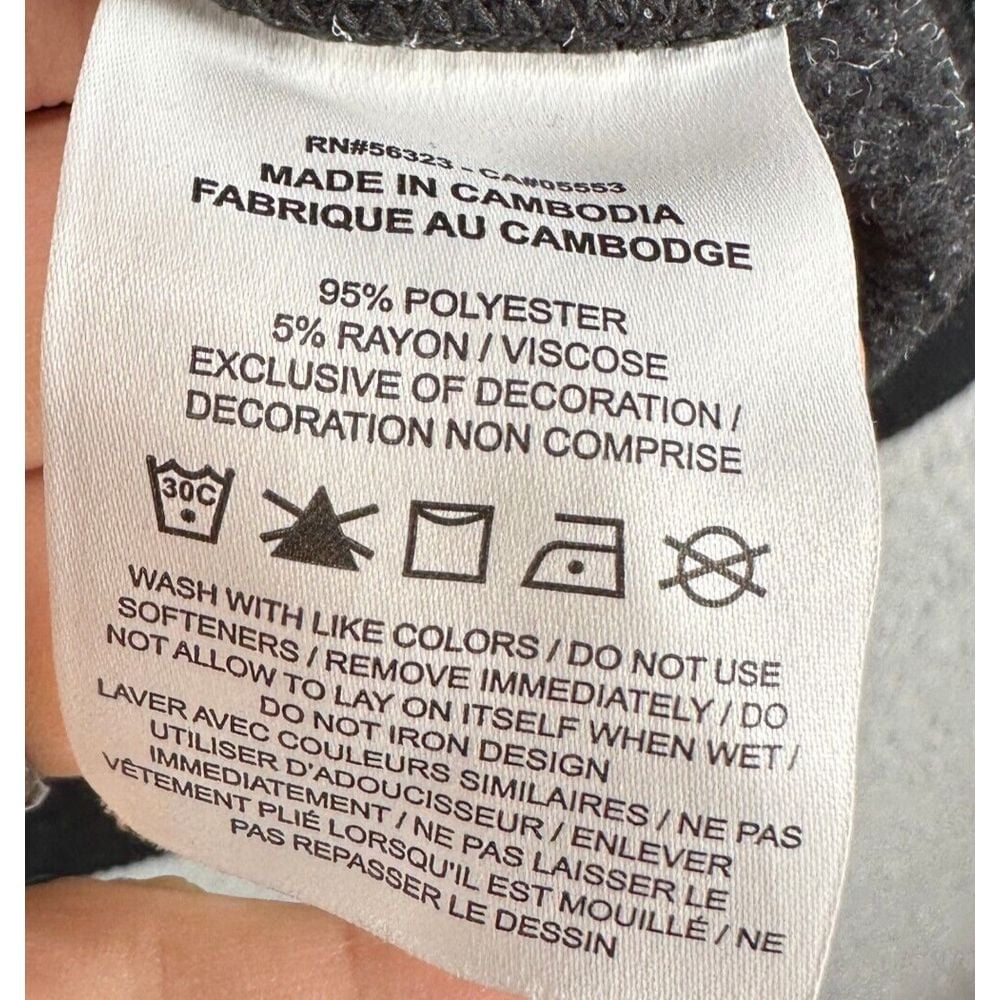 RN#56323 - CA#05553
MADE IN CAMBODIA
FABRIQUE AU CAMBODGE
95% POLYESTER
5% RAYON / VISCOSE
EXCLUSIVE OF DECORATION /
DECORATION NON COMPRISE
30C
WASH WITH LIKE COLORS / DO NOT USE
SOFTENERS / REMOVE IMMEDIATELY / DO
NOT ALLOW TO LAY ON ITSELF WHEN WET /
DO NOT IRON DESIGN
LAVER AVEC COULEURS SIMILAIRES / NE PAS
UTILISER D'ADOUCISSEUR / ENLEVER
IMMEDIATEMENT / NE PAS LAISSER LE
VÊTEMENT PLIÉ LORSQU'IL EST MOUILLÉ / NE
PAS REPASSER LE DESSIN